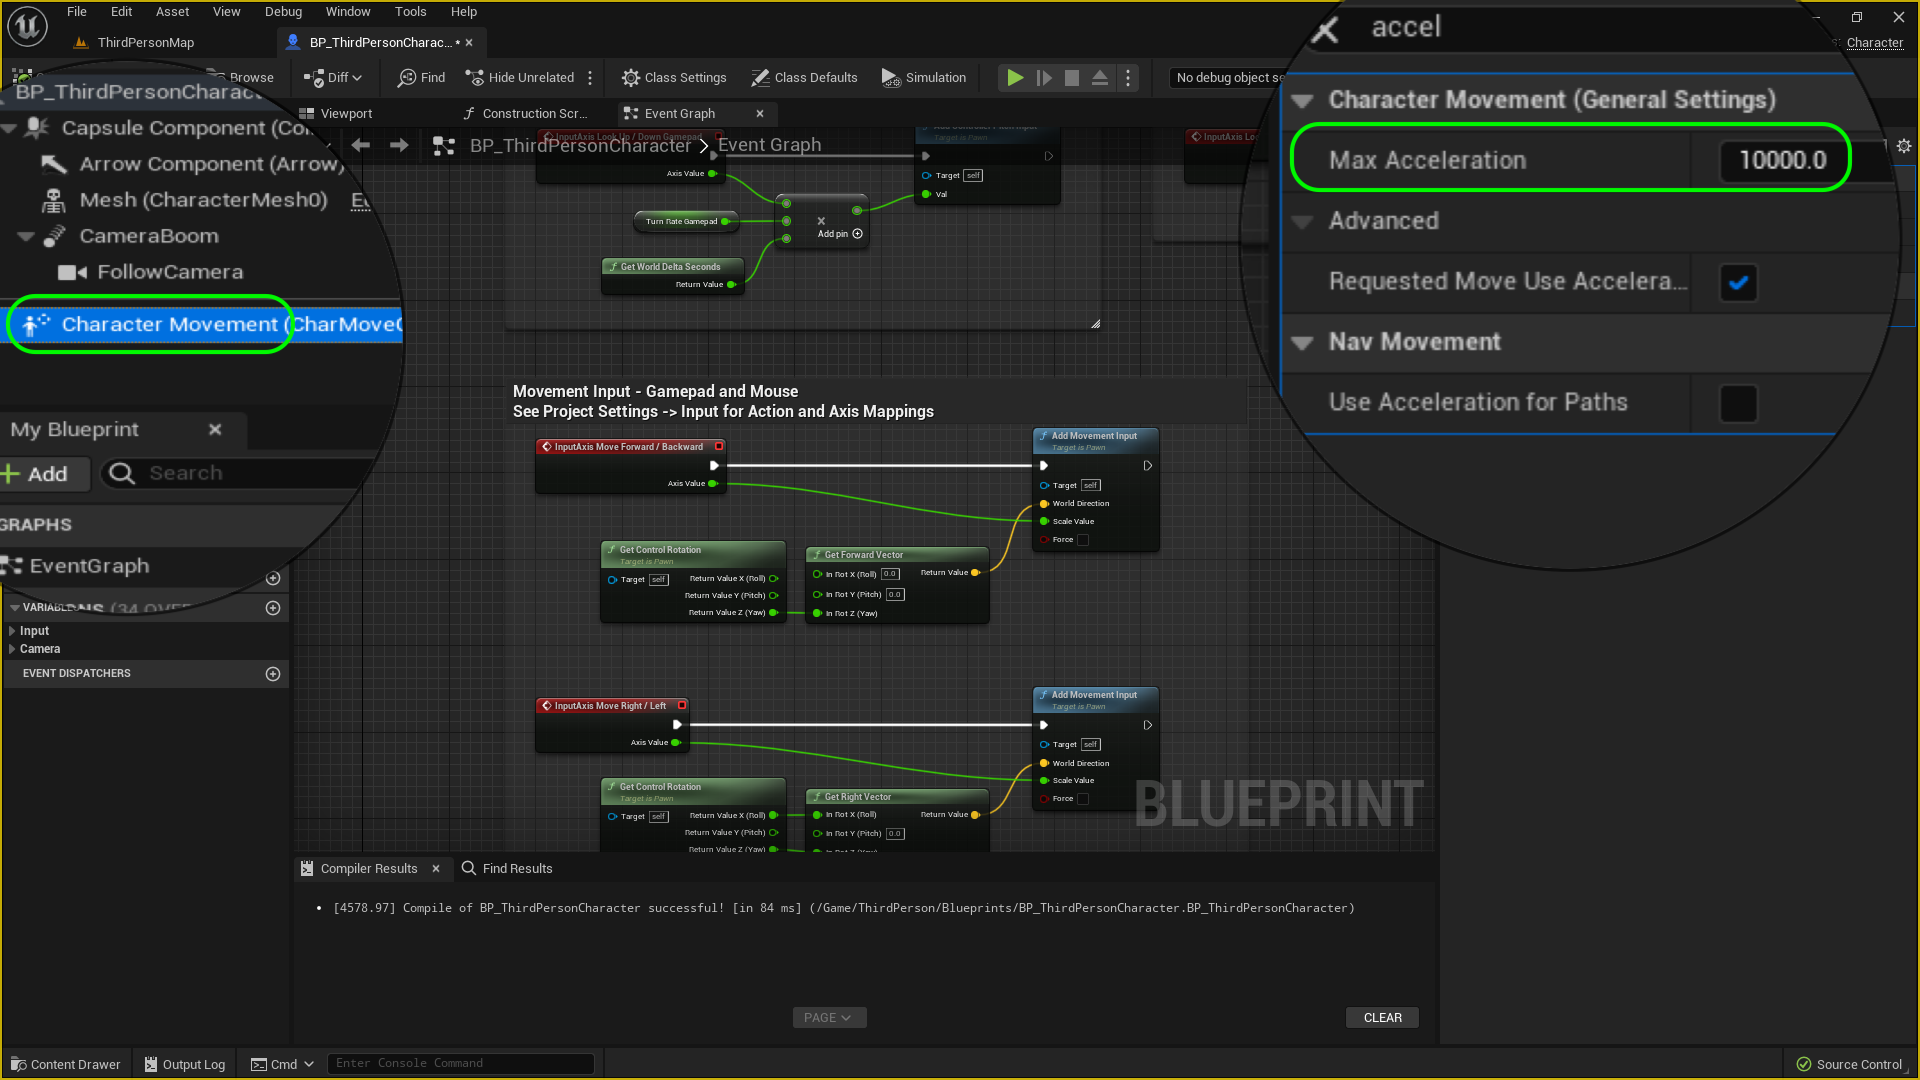 File Edit View Asset Debug Window Tools Help
ThirdPersonMap
BP_ThirdPersonCharac... •
Character
Browse
Diff
Find
Hide Unrelated
Class Settings
Class Defaults
Simulation
No debug object se
accel
BP_ThirdPersonCharact
Capsule Component (Col
Arrow Component (Arrow)
Mesh (CharacterMesh0)
CameraBoom
FollowCamera
Character Movement (CharMoveC
Viewport
Construction Scr...
Event Graph
BP_ThirdPersonCharacter > Event Graph
Character Movement (General Settings)
Max Acceleration 10000.0
Advanced
Requested Move Use Accelera...
Nav Movement
Use Acceleration for Paths
My Blueprint
Add
Search
GRAPHS
EventGraph
VARIABLE
Input
Camera
EVENT DISPATCHERS
InputAxis Look Up / Down Gamepad
Axis Value
Target is Pawn
Target self
Val
Turn Rate Gamepad
Add pin
Get World Delta Seconds
Return Value
Movement Input - Gamepad and Mouse
See Project Settings -> Input for Action and Axis Mappings
InputAxis Move Forward / Backward
Axis Value
Add Movement Input
Target is Pawn
Target self
World Direction
Scale Value
Force
Get Control Rotation
Target is Pawn
Target self
Return Value X (Roll)
Return Value Y (Pitch)
Return Value Z (Yaw)
Get Forward Vector
In Rot X (Roll) 0.0
Return Value
In Rot Y (Pitch) 0.0
In Rot Z (Yaw)
InputAxis Move Right / Left
Axis Value
Add Movement Input
Target is Pawn
Target self
World Direction
Scale Value
Force
Get Control Rotation
Target is Pawn
Target self
Return Value X (Roll)
Return Value Y (Pitch)
Return Value Z (Yaw)
Get Right Vector
In Rot X (Roll)
Return Value
In Rot Y (Pitch) 0.0
BLUEPRINT
Compiler Results
Find Results
• [4578.97] Compile of BP_ThirdPersonCharacter successful! [in 84 ms] (/Game/ThirdPerson/Blueprints/BP_ThirdPersonCharacter.BP_ThirdPersonCharacter)
PAGE
CLEAR
Content Drawer
Output Log
Cmd
Enter Console Command
Source Control